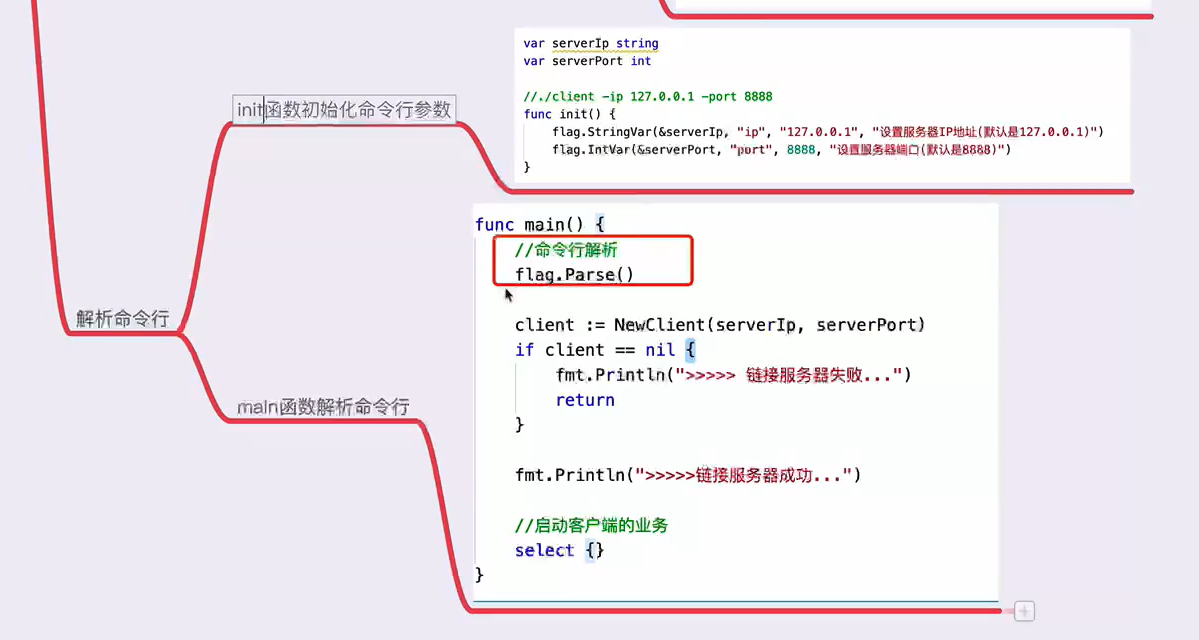 var serverIp string
var serverPort int
//./client -ip 127.0.0.1 -port 8888
func init() {
flag.StringVar(&serverIp, "ip", "127.0.0.1", "设置服务器IP地址(默认是127.0.0.1)")
flag.IntVar(&serverPort, "port", 8888, "设置服务器端口(默认是8888)")
}
init函数初始化命令行参数
解析命令行
main函数解析命令行
func main() {
//命令行解析
flag.Parse()
client := NewClient(serverIp, serverPort)
if client == nil {
fmt.Println(">>>>> 链接服务器失败...")
return
}
fmt.Println(">>>>>链接服务器成功...")
//启动客户端的业务
select {}
}